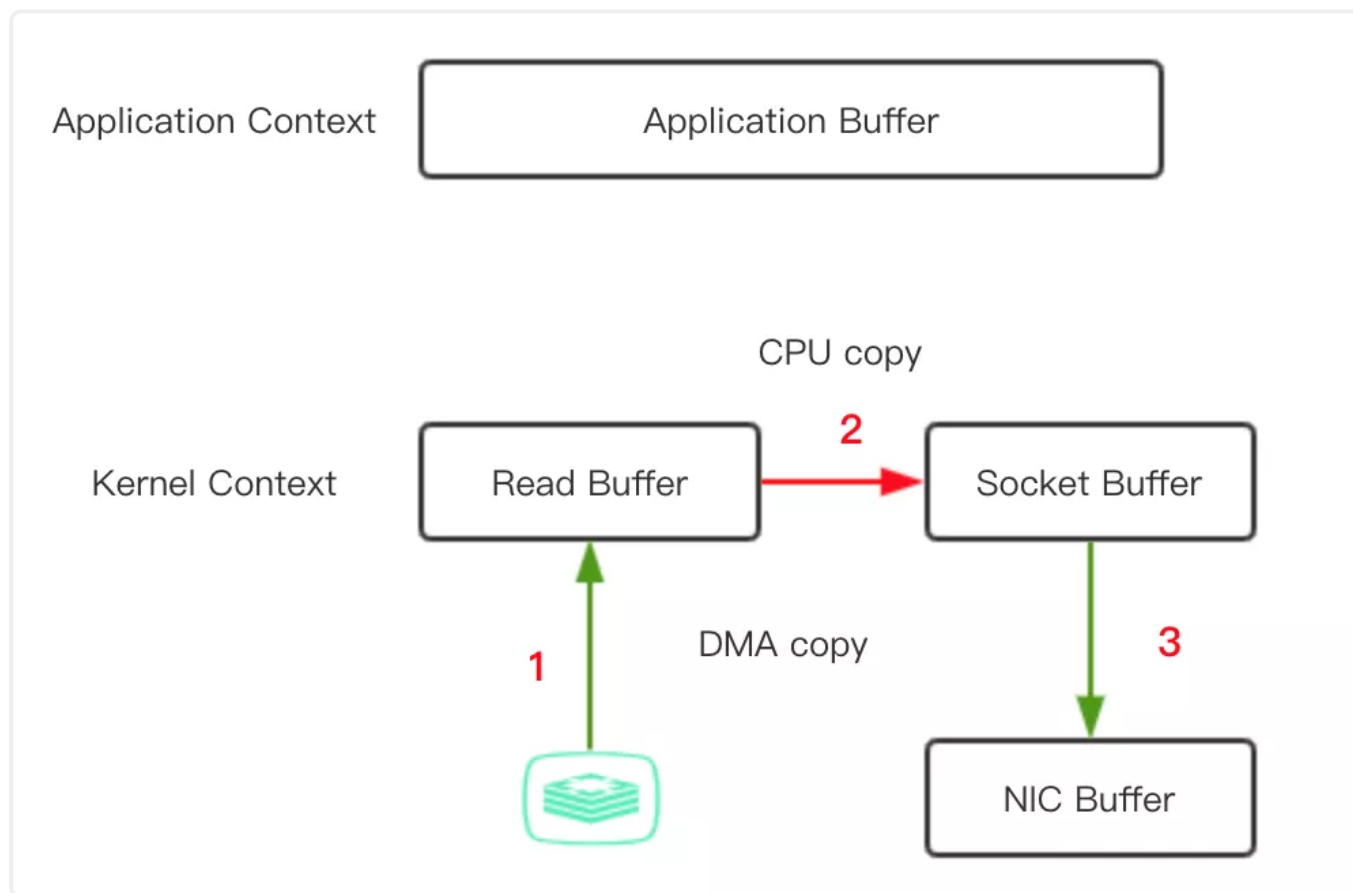 Application Context
Application Buffer
CPU copy
2
Kernel Context
Read Buffer
Socket Buffer
1
DMA copy
3
NIC Buffer